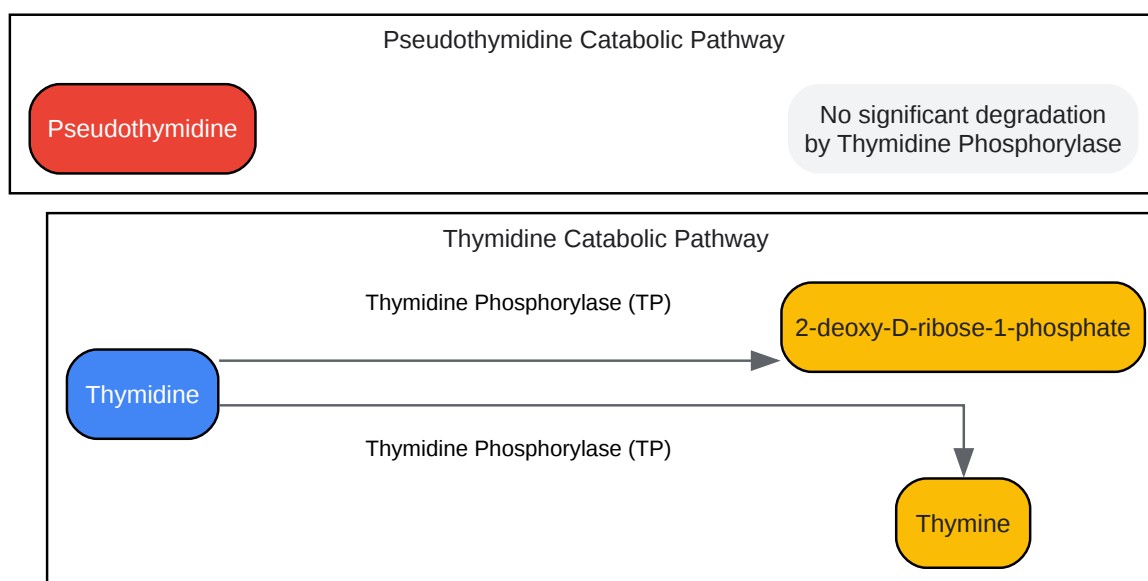 Pseudothymidine Catabolic Pathway
Pseudothymidine
No significant degradation
by Thymidine Phosphorylase
Thymidine Catabolic Pathway
Thymidine Phosphorylase (TP)
2-deoxy-D-ribose-1-phosphate
Thymidine
Thymidine Phosphorylase (TP)
Thymine